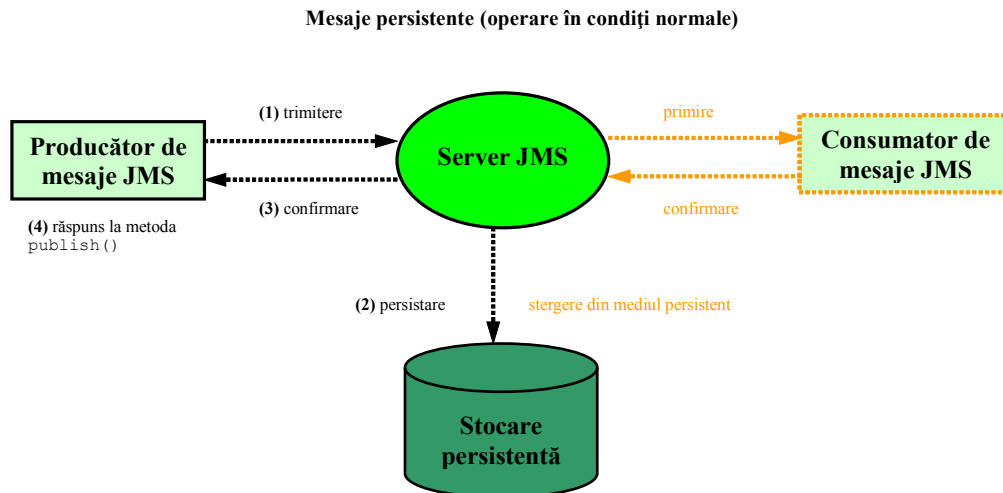 Mesaje persistente (operare în condiţi normale)
(1) trimitere
primire
Producător de
mesaje JMS
Server JMS
Consumator de
mesaje JMS
(3) confirmare
confirmare
(4) răspuns la metoda
publish()
(2) persistare
stergere din mediul persistent
Stocare
persistentă